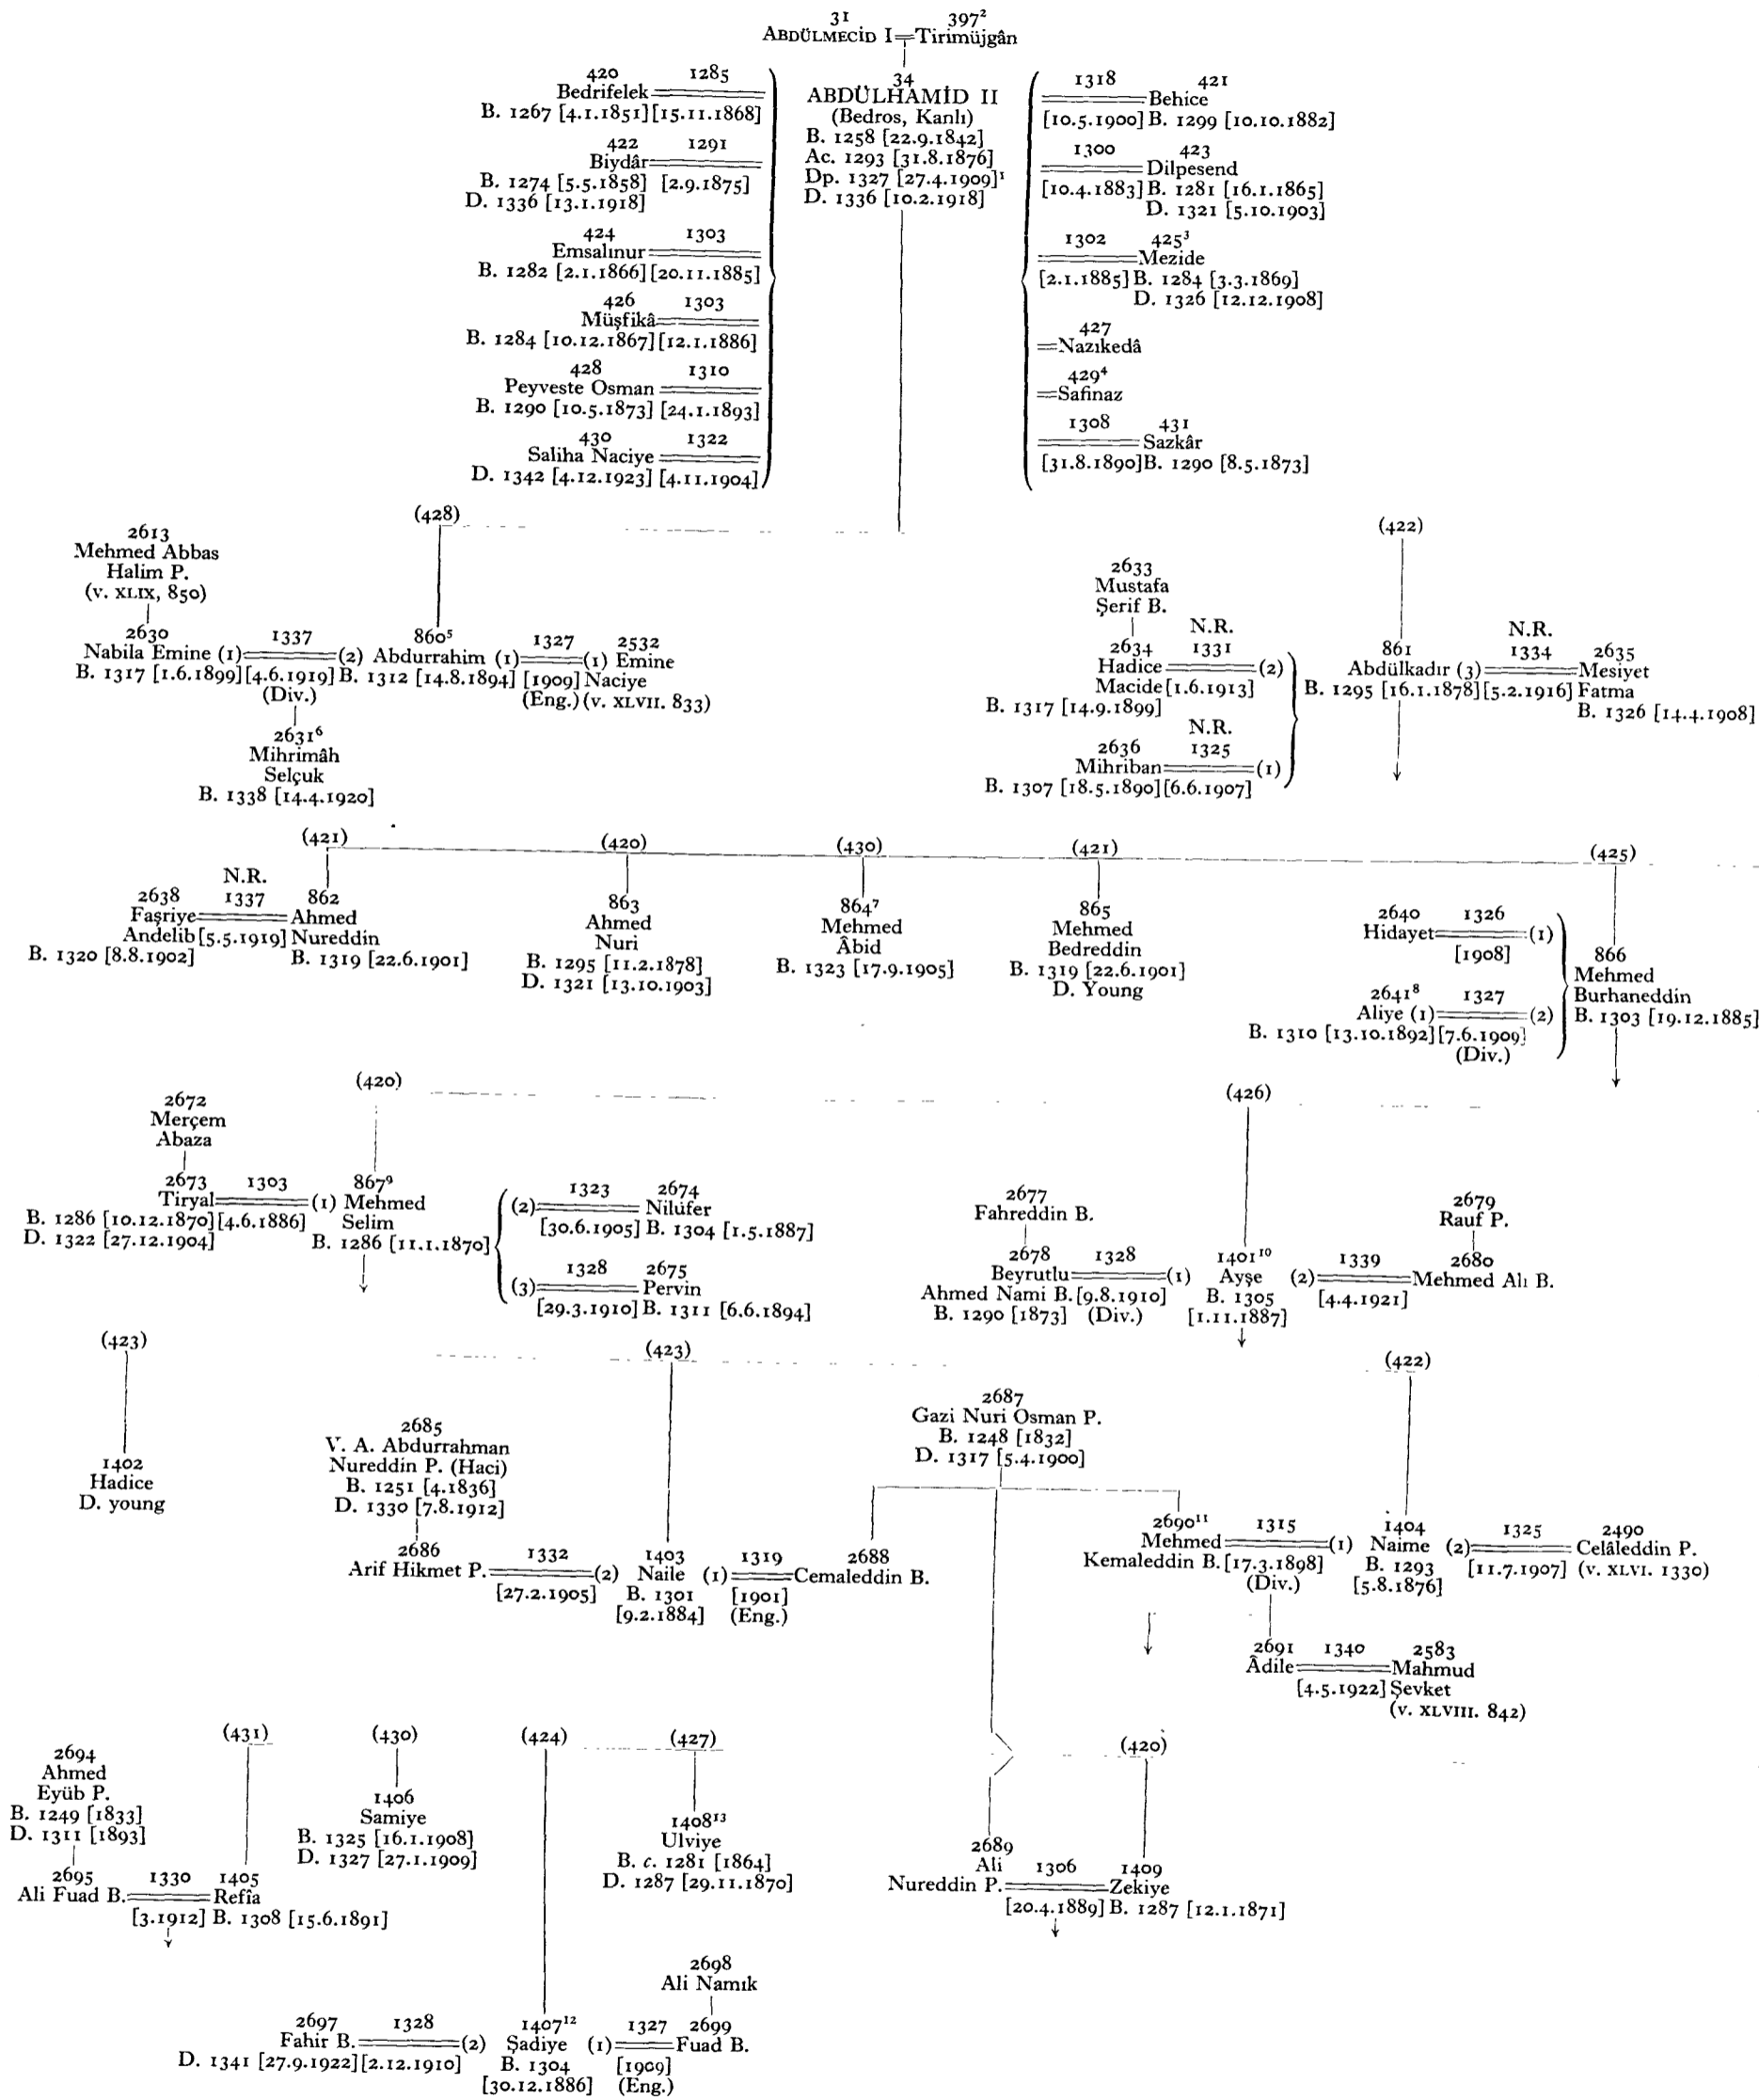 31 397²
ABDÜLMECİD I Tirimüjgân
420 1285
Bedrifelek
B. 1267 [4.1.1851] [15.11.1868]
422 1291
Biydâr
B. 1274 [5.5.1858] [2.9.1875]
D. 1336 [13.1.1918]
424 1303
Emsalınur
B. 1282 [2.1.1866] [20.11.1885]
426 1303
Müşfikâ
B. 1284 [10.12.1867] [12.1.1886]
428 1310
Peyveste Osman
B. 1290 [10.5.1873] [24.1.1893]
430 1322
Saliha Naciye
D. 1342 [4.12.1923] [4.11.1904]
34
ABDÜLHAMİD II
(Bedros, Kanlı)
B. 1258 [22.9.1842]
Ac. 1293 [31.8.1876]
Dp. 1327 [27.4.1909]¹
D. 1336 [10.2.1918]
1318 421
Behice
[10.5.1900] B. 1299 [10.10.1882]
1300 423
Dilpesend
[10.4.1883] B. 1281 [16.1.1865]
D. 1321 [5.10.1903]
1302 425³
Mezide
[2.1.1885] B. 1284 [3.3.1869]
D. 1326 [12.12.1908]
427
Nazıkedâ
429⁴
Safinaz
1308 431
Sazkâr
[31.8.1890] B. 1290 [8.5.1873]
(428)
2613
Mehmed Abbas
Halim P.
(v. XLIX, 850)
2630 1337 860⁵ 1327 2532
Nabila Emine (1) (2) Abdurrahim (1) (1) Emine
B. 1317 [1.6.1899] [4.6.1919] B. 1312 [14.8.1894] [1909] Naciye
(Div.) (Eng.) (v. XLVII. 833)
2631⁶
Mihrimâh
Selçuk
B. 1338 [14.4.1920]
(422)
2633
Mustafa
Şerif B.
N.R.
2634 1331
Hadice (2)
Macide [1.6.1913]
B. 1317 [14.9.1899]
N.R.
2636 1325
Mihriban (1)
B. 1307 [18.5.1890] [6.6.1907]
N.R.
861 1334 2635
Abdülkadır (3) Mesiyet
B. 1295 [16.1.1878] [5.2.1916] Fatma
B. 1326 [14.4.1908]
(421) (420) (430) (421) (425)
N.R.
2638 1337 862
Faşriye Ahmed
Andelib [5.5.1919] Nureddin
B. 1320 [8.8.1902] B. 1319 [22.6.1901]
863
Ahmed
Nuri
B. 1295 [11.2.1878]
D. 1321 [13.10.1903]
864⁷
Mehmed
Âbid
B. 1323 [17.9.1905]
865
Mehmed
Bedreddin
B. 1319 [22.6.1901]
D. Young
2640 1326
Hidayet (1)
[1908]
2641⁸ 1327
Aliye (1) (2)
B. 1310 [13.10.1892] [7.6.1909]
(Div.)
866
Mehmed
Burhaneddin
B. 1303 [19.12.1885]
(420) (426)
2672
Merçem
Abaza
2673 1303 867⁹
Tiryal (1) Mehmed
B. 1286 [10.12.1870] [4.6.1886] Selim
D. 1322 [27.12.1904] B. 1286 [11.1.1870]
1323 2674
(2) Nilüfer
[30.6.1905] B. 1304 [1.5.1887]
1328 2675
(3) Pervin
[29.3.1910] B. 1311 [6.6.1894]
2677
Fahreddin B.
2679
Rauf P.
2678 1328 1401¹⁰ 1339 2680
Beyrutlu (1) Ayşe (2) Mehmed Alı B.
Ahmed Nami B. [9.8.1910] B. 1305 [4.4.1921]
B. 1290 [1873] (Div.) [1.11.1887]
(423) (423) (422)
1402
Hadice
D. young
2685
V. A. Abdurrahman
Nureddin P. (Haci)
B. 1251 [4.1836]
D. 1330 [7.8.1912]
2687
Gazi Nuri Osman P.
B. 1248 [1832]
D. 1317 [5.4.1900]
2686 1332 1403 1319 2688
Arif Hikmet P. (2) Naile (1) Cemaleddin B.
[27.2.1905] B. 1301 [1901]
[9.2.1884] (Eng.)
2690¹¹ 1315 1404 1325 2490
Mehmed (1) Naime (2) Celâleddin P.
Kemaleddin B. [17.3.1898] B. 1293 [11.7.1907] (v. XLVI. 1330)
(Div.) [5.8.1876]
2691 1340 2583
Âdile Mahmud
[4.5.1922] Şevket
(v. XLVIII. 842)
(431) (430) (424) (427) (420)
2694
Ahmed
Eyüb P.
B. 1249 [1833]
D. 1311 [1893]
2695 1330 1405
Ali Fuad B. Refîa
[3.1912] B. 1308 [15.6.1891]
1406
Samiye
B. 1325 [16.1.1908]
D. 1327 [27.1.1909]
1408¹³
Ulviye
B. c. 1281 [1864]
D. 1287 [29.11.1870]
2689
Ali 1306 1409
Nureddin P. Zekiye
[20.4.1889] B. 1287 [12.1.1871]
2698
Ali Namık
2697 1328 1407¹² 1327 2699
Fahir B. (2) Şadiye (1) Fuad B.
D. 1341 [27.9.1922] [2.12.1910] B. 1304 [1909]
[30.12.1886] (Eng.)